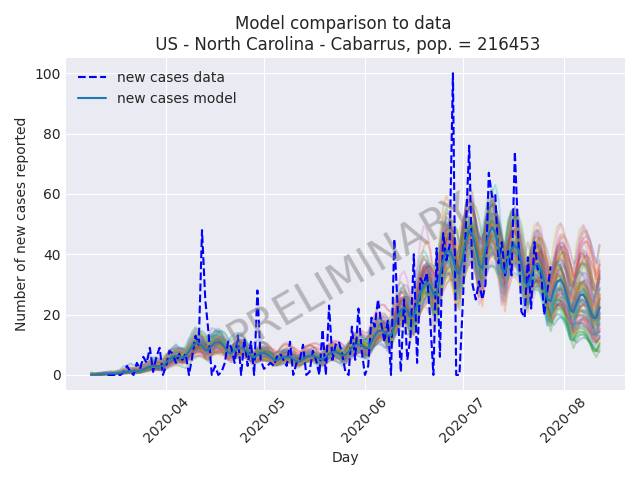 Model comparison to data
US - North Carolina - Cabarrus, pop. = 216453
new cases data
new cases model
PRELIMINARY
Number of new cases reported
100
80
60
40
20
0
2020-04
2020-05
2020-06
2020-07
2020-08
Day